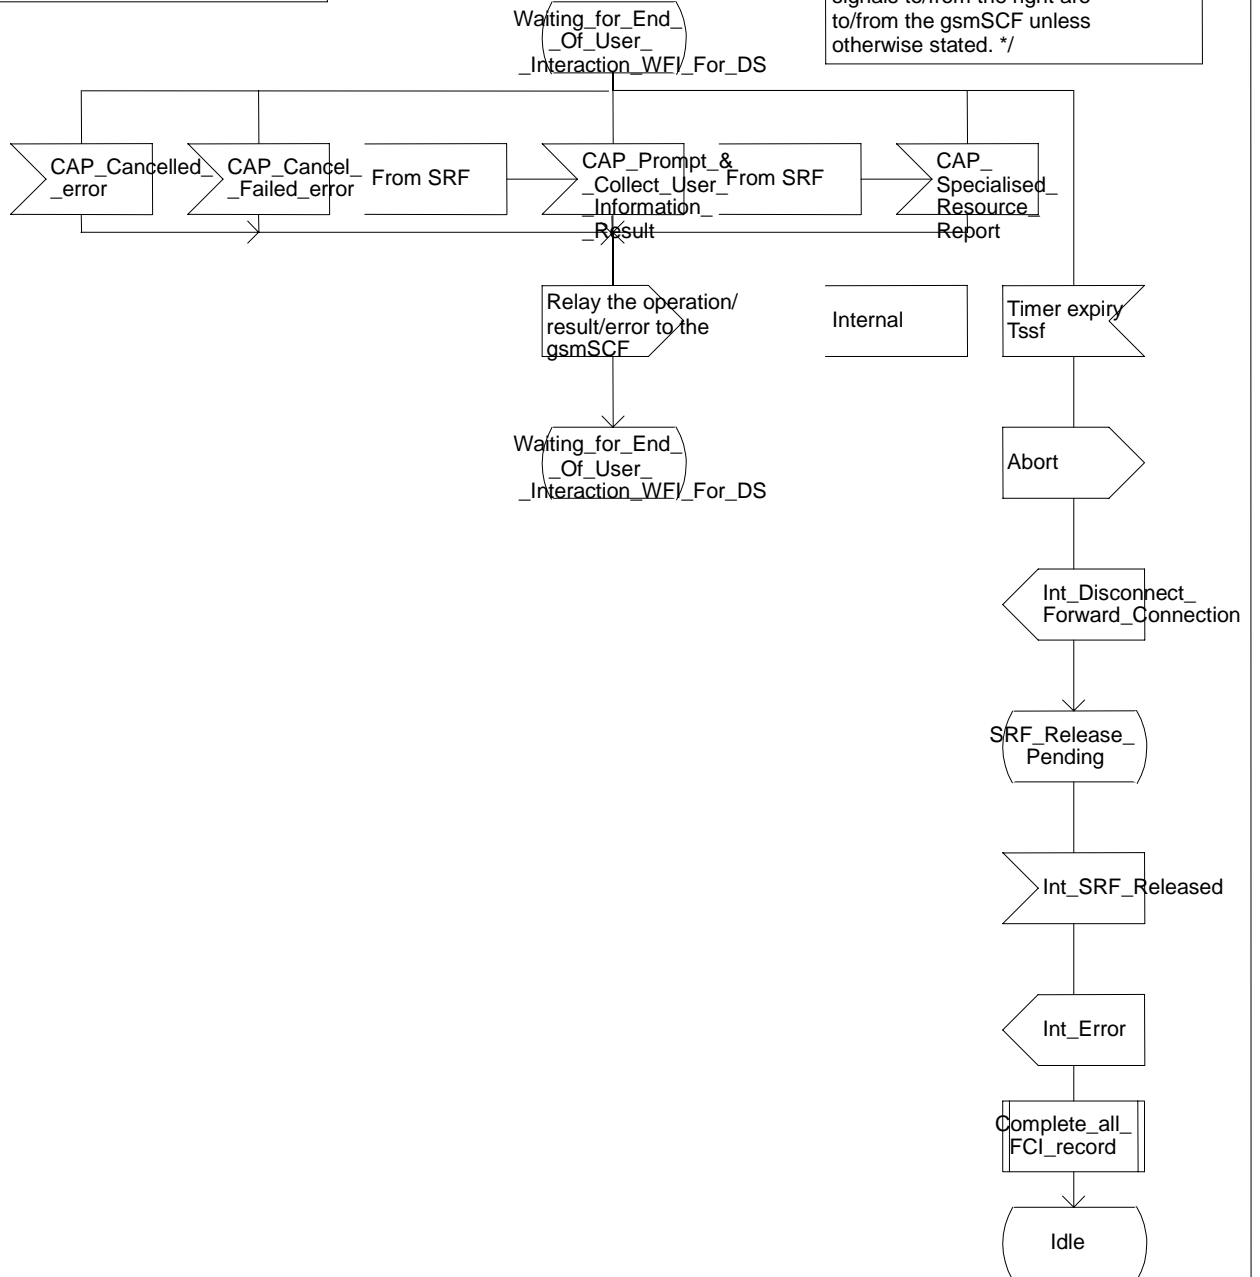 signals to/from the right are
to/from the gsmSCF unless
otherwise stated. */
Waiting_for_End_
_Of_User_
_Interaction_WFI_For_DS
CAP_Cancelled_
_error
CAP_Cancel_
_Failed_error
From SRF
CAP_Prompt_&
_Collect_User_
_Information_
_Result
From SRF
CAP_
Specialised_
Resource_
Report
Relay the operation/
result/error to the
gsmSCF
Internal
Timer expiry
Tssf
Waiting_for_End_
_Of_User_
_Interaction_WFI_For_DS
Abort
Int_Disconnect_
Forward_Connection
SRF_Release_
Pending
Int_SRF_Released
Int_Error
Complete_all_
FCI_record
Idle